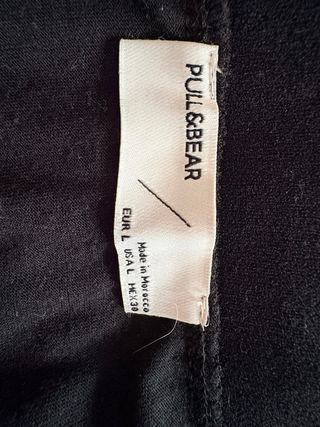 PULL&BEAR
Made in Morocco
EUR L USA L MEX 30